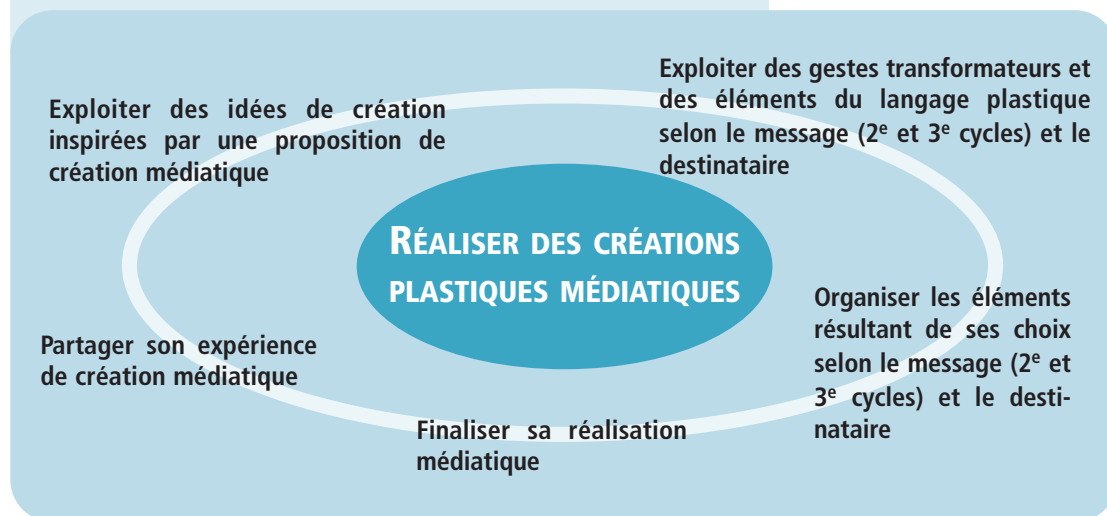 Exploiter des idées de création
inspirées par une proposition de
création médiatique
Exploiter des gestes transformateurs et
des éléments du langage plastique
selon le message (2e et 3e cycles) et le
destinataire
RÉALISER DES CRÉATIONS
PLASTIQUES MÉDIATIQUES
Organiser les éléments
résultant de ses choix
selon le message (2e et
3e cycles) et le desti-
nataire
Partager son expérience
de création médiatique
Finaliser sa réalisation
médiatique